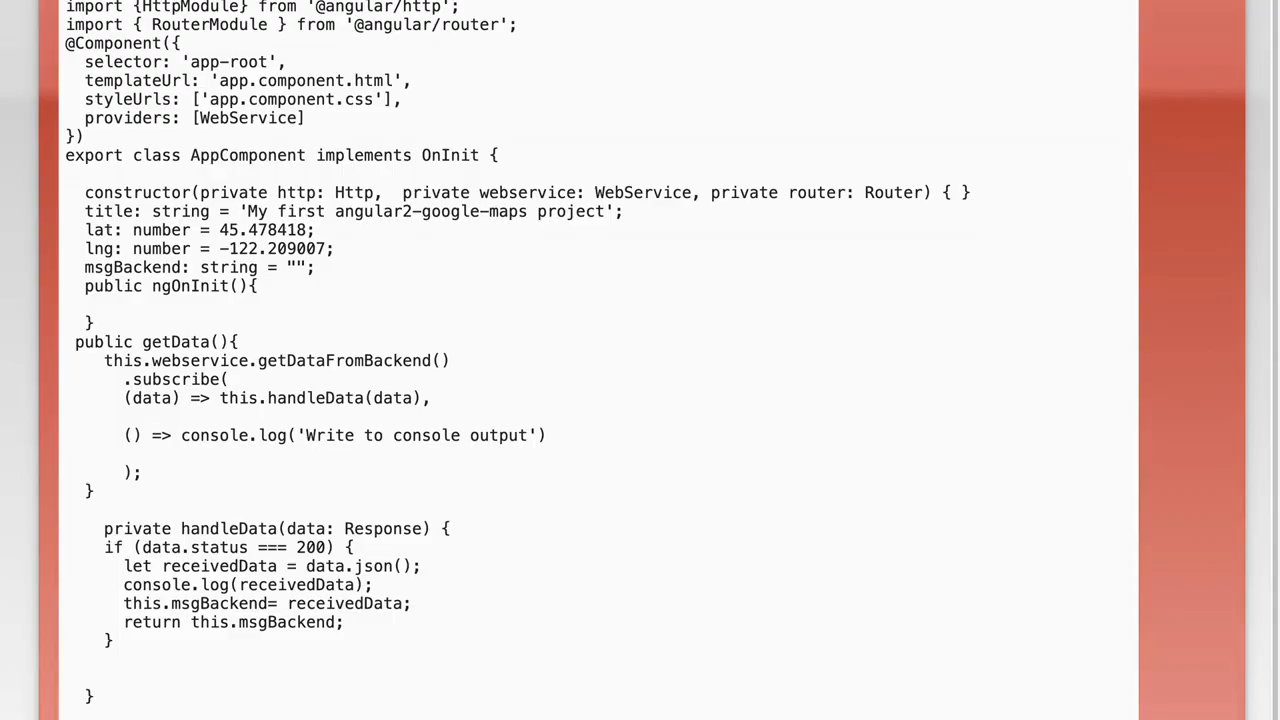 import {HttpModule} from '@angular/http';
import { RouterModule } from '@angular/router';
@Component({
  selector: 'app-root',
  templateUrl: 'app.component.html',
  styleUrls: ['app.component.css'],
  providers: [WebService]
})
export class AppComponent implements OnInit {
  constructor(private http: Http,  private webservice: WebService, private router: Router) { }
  title: string = 'My first angular2-google-maps project';
  lat: number = 45.478418;
  lng: number = -122.209007;
  msgBackend: string = "";
  public ngOnInit(){
  }
 public getData(){
    this.webservice.getDataFromBackend()
      .subscribe(
      (data) => this.handleData(data),
      () => console.log('Write to console output')
      );
  }
    private handleData(data: Response) {
    if (data.status === 200) {
      let receivedData = data.json();
      console.log(receivedData);
      this.msgBackend= receivedData;
      return this.msgBackend;
    }
  }